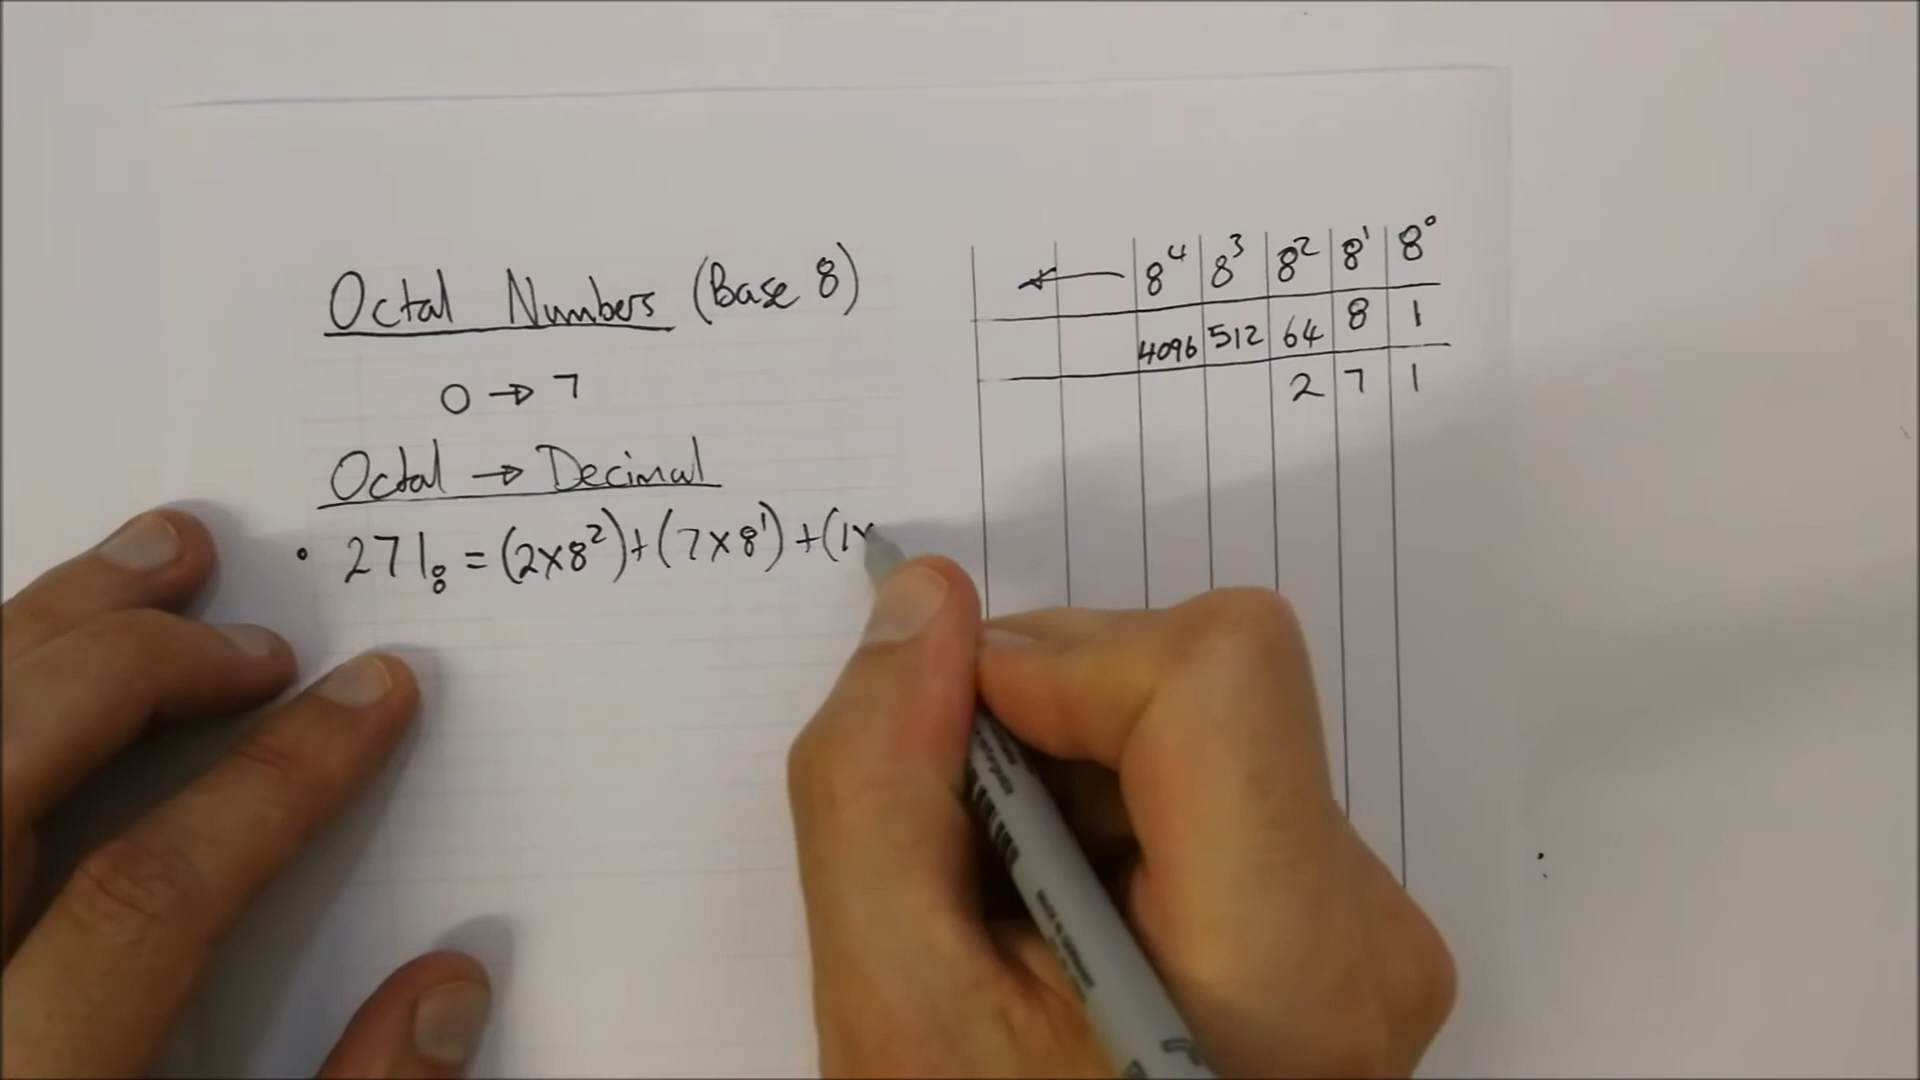 Octal Numbers (Base 8)
0 → 7
Octal → Decimal
• 271₈ = (2×8²)+(7×8¹)+(1×
← 8⁴ 8³ 8² 8¹ 8⁰
4096 512 64 8 1
2 7 1